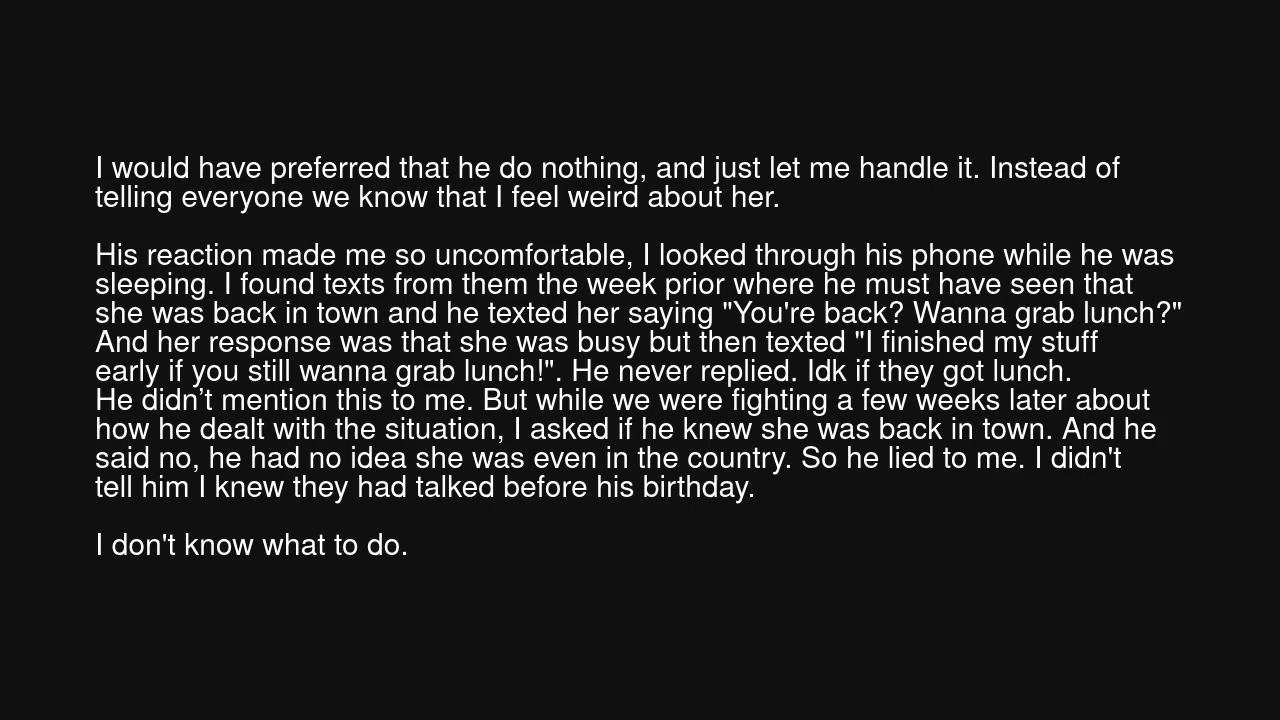 I would have preferred that he do nothing, and just let me handle it. Instead of
telling everyone we know that I feel weird about her.
His reaction made me so uncomfortable, I looked through his phone while he was
sleeping. I found texts from them the week prior where he must have seen that
she was back in town and he texted her saying "You're back? Wanna grab lunch?"
And her response was that she was busy but then texted "I finished my stuff
early if you still wanna grab lunch!". He never replied. Idk if they got lunch.
He didn’t mention this to me. But while we were fighting a few weeks later about
how he dealt with the situation, I asked if he knew she was back in town. And he
said no, he had no idea she was even in the country. So he lied to me. I didn't
tell him I knew they had talked before his birthday.
I don't know what to do.